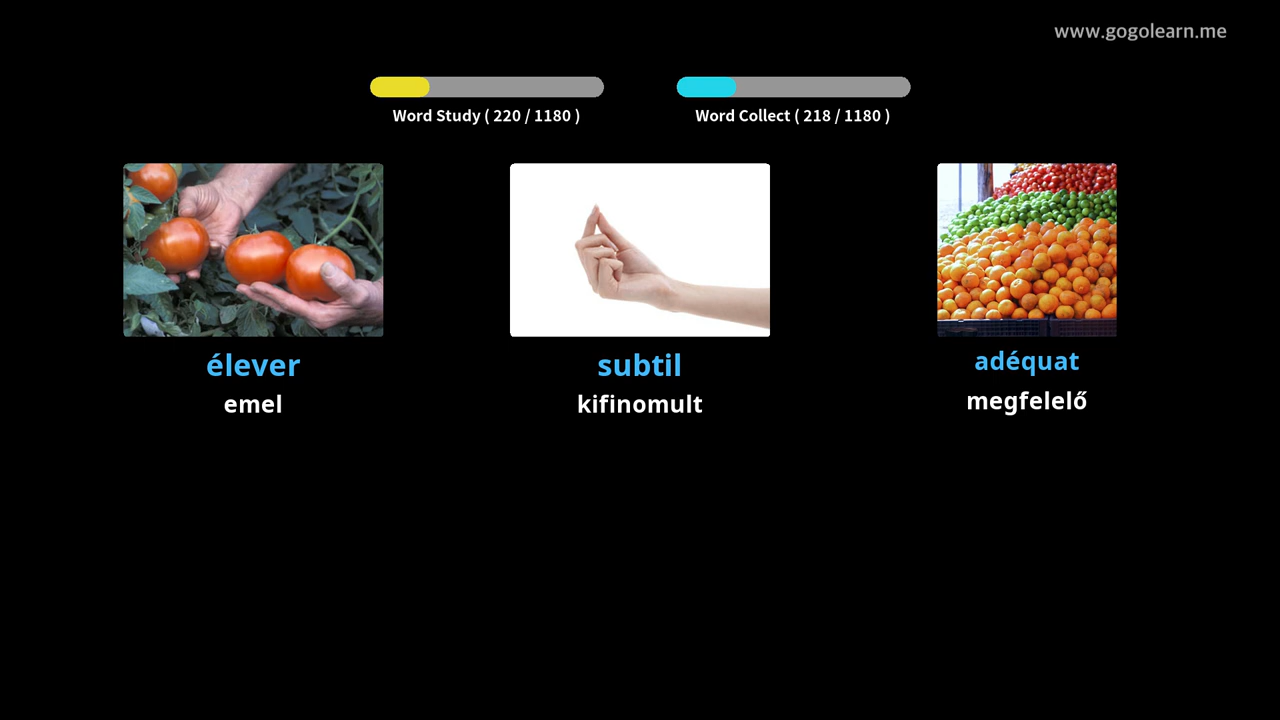 www.gogolearn.me
Word Study ( 220 / 1180 )
Word Collect ( 218 / 1180 )
élever
emel
subtil
kifinomult
adéquat
megfelelő